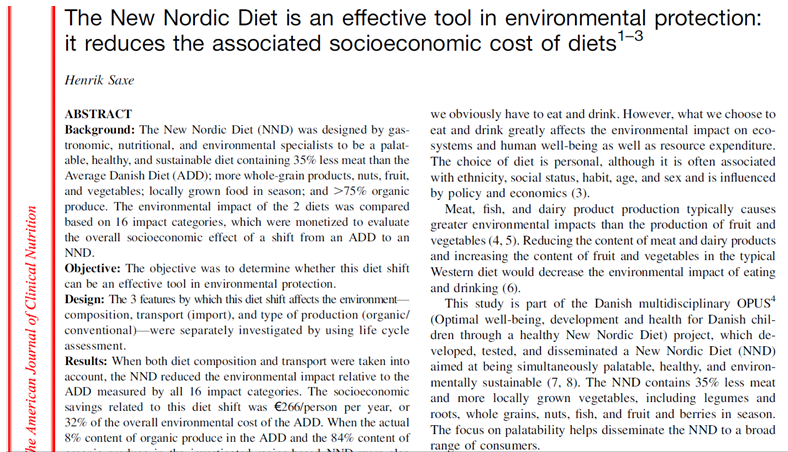 The New Nordic Diet is an effective tool in environmental protection:
it reduces the associated socioeconomic cost of diets1–3
Henrik Saxe
ABSTRACT
Background: The New Nordic Diet (NND) was designed by gas-
tronomic, nutritional, and environmental specialists to be a palat-
able, healthy, and sustainable diet containing 35% less meat than the
Average Danish Diet (ADD); more whole-grain products, nuts, fruit,
and vegetables; locally grown food in season; and >75% organic
produce. The environmental impact of the 2 diets was compared
based on 16 impact categories, which were monetized to evaluate
the overall socioeconomic effect of a shift from an ADD to an
NND.
Objective: The objective was to determine whether this diet shift
can be an effective tool in environmental protection.
Design: The 3 features by which this diet shift affects the environment—
composition, transport (import), and type of production (organic/
conventional)—were separately investigated by using life cycle
assessment.
Results: When both diet composition and transport were taken into
account, the NND reduced the environmental impact relative to the
ADD measured by all 16 impact categories. The socioeconomic
savings related to this diet shift was €266/person per year, or
32% of the overall environmental cost of the ADD. When the actual
8% content of organic produce in the ADD and the 84% content of
we obviously have to eat and drink. However, what we choose to
eat and drink greatly affects the environmental impact on eco-
systems and human well-being as well as resource expenditure.
The choice of diet is personal, although it is often associated
with ethnicity, social status, habit, age, and sex and is influenced
by policy and economics (3).
Meat, fish, and dairy product production typically causes
greater environmental impacts than the production of fruit and
vegetables (4, 5). Reducing the content of meat and dairy products
and increasing the content of fruit and vegetables in the typical
Western diet would decrease the environmental impact of eating
and drinking (6).
This study is part of the Danish multidisciplinary OPUS4
(Optimal well-being, development and health for Danish chil-
dren through a healthy New Nordic Diet) project, which de-
veloped, tested, and disseminated a New Nordic Diet (NND)
aimed at being simultaneously palatable, healthy, and environ-
mentally sustainable (7, 8). The NND contains 35% less meat
and more locally grown vegetables, including legumes and
roots, whole grains, nuts, fish, and fruit and berries in season.
The focus on palatability helps disseminate the NND to a broad
range of consumers.
he American Journal of Clinical Nutrition